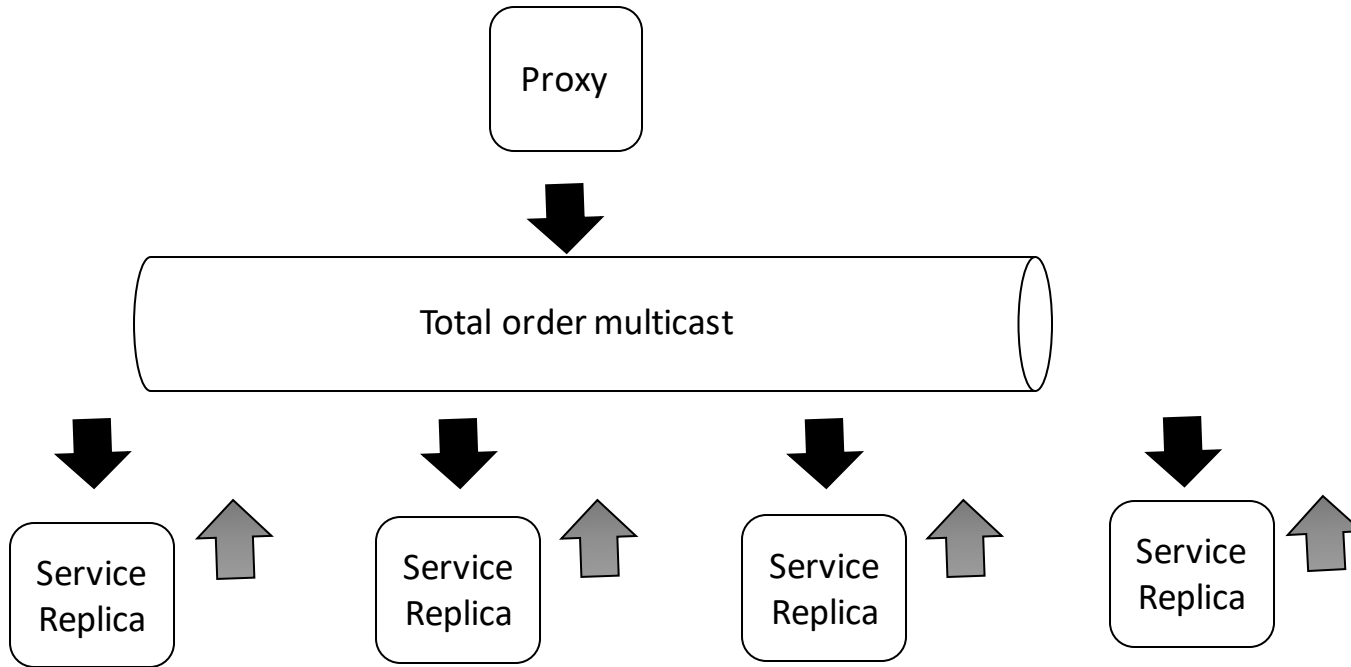 Proxy
Total order multicast
Service
Replica
Service
Replica
Service
Replica
Service
Replica